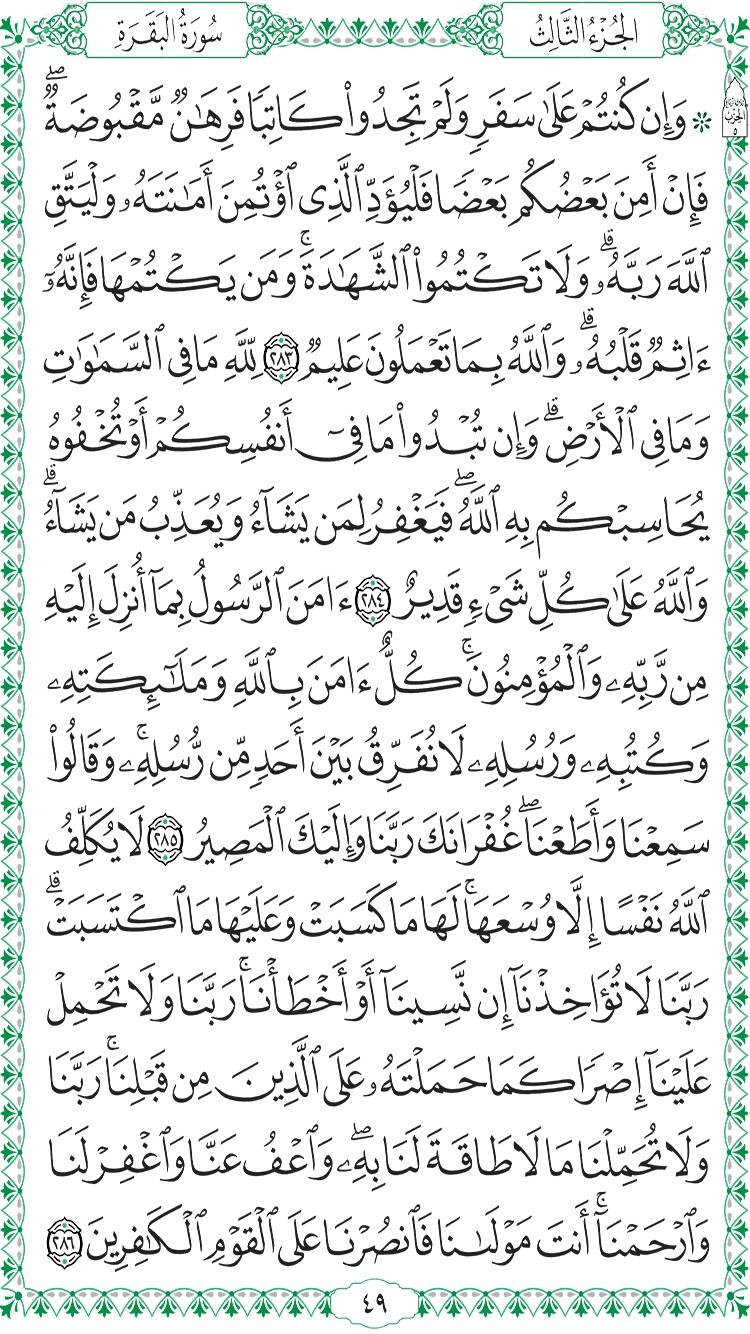 الجُزْءُ الثَّالِثُ
سُورَةُ البَقَرَةِ
الحِزْب
٥
۞ وَإِن كُنتُمْ عَلَىٰ سَفَرٍ وَلَمْ تَجِدُوا۟ كَاتِبًا فَرِهَـٰنٌ مَّقْبُوضَةٌ ۖ
فَإِنْ أَمِنَ بَعْضُكُم بَعْضًا فَلْيُؤَدِّ ٱلَّذِى ٱؤْتُمِنَ أَمَـٰنَتَهُۥ وَلْيَتَّقِ
ٱللَّهَ رَبَّهُۥ ۗ وَلَا تَكْتُمُوا۟ ٱلشَّهَـٰدَةَ ۚ وَمَن يَكْتُمْهَا فَإِنَّهُۥٓ
ءَاثِمٌ قَلْبُهُۥ ۗ وَٱللَّهُ بِمَا تَعْمَلُونَ عَلِيمٌ ٢٨٣ لِّلَّهِ مَا فِى ٱلسَّمَـٰوَٰتِ
وَمَا فِى ٱلْأَرْضِ ۗ وَإِن تُبْدُوا۟ مَا فِىٓ أَنفُسِكُمْ أَوْ تُخْفُوهُ
يُحَاسِبْكُم بِهِ ٱللَّهُ ۖ فَيَغْفِرُ لِمَن يَشَآءُ وَيُعَذِّبُ مَن يَشَآءُ ۗ
وَٱللَّهُ عَلَىٰ كُلِّ شَىْءٍ قَدِيرٌ ٢٨٤ ءَامَنَ ٱلرَّسُولُ بِمَآ أُنزِلَ إِلَيْهِ
مِن رَّبِّهِۦ وَٱلْمُؤْمِنُونَ ۚ كُلٌّ ءَامَنَ بِٱللَّهِ وَمَلَـٰٓئِكَتِهِۦ
وَكُتُبِهِۦ وَرُسُلِهِۦ لَا نُفَرِّقُ بَيْنَ أَحَدٍ مِّن رُّسُلِهِۦ ۚ وَقَالُوا۟
سَمِعْنَا وَأَطَعْنَا ۖ غُفْرَانَكَ رَبَّنَا وَإِلَيْكَ ٱلْمَصِيرُ ٢٨٥ لَا يُكَلِّفُ
ٱللَّهُ نَفْسًا إِلَّا وُسْعَهَا ۚ لَهَا مَا كَسَبَتْ وَعَلَيْهَا مَا ٱكْتَسَبَتْ ۗ
رَبَّنَا لَا تُؤَاخِذْنَآ إِن نَّسِينَآ أَوْ أَخْطَأْنَا ۚ رَبَّنَا وَلَا تَحْمِلْ
عَلَيْنَآ إِصْرًا كَمَا حَمَلْتَهُۥ عَلَى ٱلَّذِينَ مِن قَبْلِنَا ۚ رَبَّنَا
وَلَا تُحَمِّلْنَا مَا لَا طَاقَةَ لَنَا بِهِۦ ۖ وَٱعْفُ عَنَّا وَٱغْفِرْ لَنَا
وَٱرْحَمْنَآ ۚ أَنتَ مَوْلَىٰنَا فَٱنصُرْنَا عَلَى ٱلْقَوْمِ ٱلْكَـٰفِرِينَ ٢٨٦
٤٩